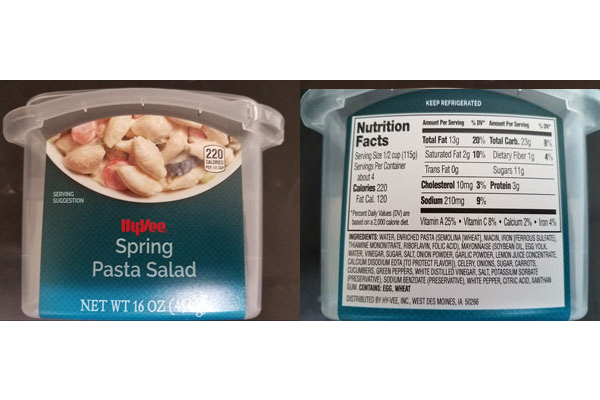 220
CALORIES
PER 1/2 CUP
SERVING
SUGGESTION
HyVee
Spring
Pasta Salad
NET WT 16 OZ
KEEP REFRIGERATED
Nutrition
Facts
Serving Size 1/2 cup (115g)
Servings Per Container
about 4
Calories 220
Fat Cal. 120
*Percent Daily Values (DV) are
based on a 2,000 calorie diet.
Amount Per Serving % DV* Amount Per Serving % DV*
Total Fat 13g 20% Total Carb. 23g 8%
Saturated Fat 2g 10% Dietary Fiber 1g 4%
Trans Fat 0g Sugars 11g
Cholesterol 10mg 3% Protein 3g
Sodium 210mg 9%
Vitamin A 25% • Vitamin C 8% • Calcium 2% • Iron 4%
INGREDIENTS: WATER, ENRICHED PASTA (SEMOLINA [WHEAT], NIACIN, IRON [FERROUS SULFATE],
THIAMINE MONONITRATE, RIBOFLAVIN, FOLIC ACID), MAYONNAISE (SOYBEAN OIL, EGG YOLK,
WATER, VINEGAR, SUGAR, SALT, ONION POWDER, GARLIC POWDER, LEMON JUICE CONCENTRATE,
CALCIUM DISODIUM EDTA [TO PROTECT FLAVOR]), CELERY, ONIONS, SUGAR, CARROTS,
CUCUMBERS, GREEN PEPPERS, WHITE DISTILLED VINEGAR, SALT, POTASSIUM SORBATE
(PRESERVATIVE), SODIUM BENZOATE (PRESERVATIVE), WHITE PEPPER, CITRIC ACID, XANTHAN
GUM. CONTAINS: EGG, WHEAT
DISTRIBUTED BY HY-VEE, INC., WEST DES MOINES, IA 50266